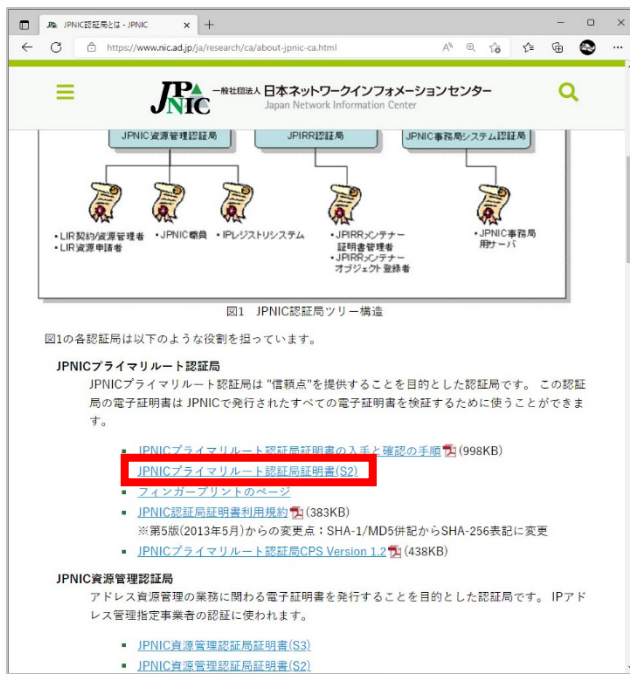 JPNIC認証局とは - JPNIC
https://www.nic.ad.jp/ja/research/ca/about-jpnic-ca.html
JPNIC
一般社団法人 日本ネットワークインフォメーションセンター
Japan Network Information Center
JPNIC資源管理認証局 JPIRR認証局 JPNIC事務局システム認証局
・LIR契約/資源管理者
・LIR資源申請者
・JPNIC職員
・IPレジストリシステム
・JPIRRメンテナー
証明書管理者
・JPIRRメンテナー
オブジェクト登録者
・JPNIC事務局
用サーバ
図1 JPNIC認証局ツリー構造
図1の各認証局は以下のような役割を担っています。
JPNICプライマリルート認証局
JPNICプライマリルート認証局は "信頼点"を提供することを目的とした認証局です。 この認証
局の電子証明書は JPNICで発行されたすべての電子証明書を検証するために使うことができま
す。
JPNICプライマリルート認証局証明書の入手と確認の手順 (998KB)
JPNICプライマリルート認証局証明書(S2)
フィンガープリントのページ
JPNIC認証局証明書利用規約 (383KB)
※第5版(2013年5月)からの変更点：SHA-1/MD5併記からSHA-256表記に変更
JPNICプライマリルート認証局CPS Version 1.2 (438KB)
JPNIC資源管理認証局
アドレス資源管理の業務に関わる電子証明書を発行することを目的とした認証局です。 IPアド
レス管理指定事業者の認証に使われます。
JPNIC資源管理認証局証明書(S3)
JPNIC資源管理認証局証明書(S2)